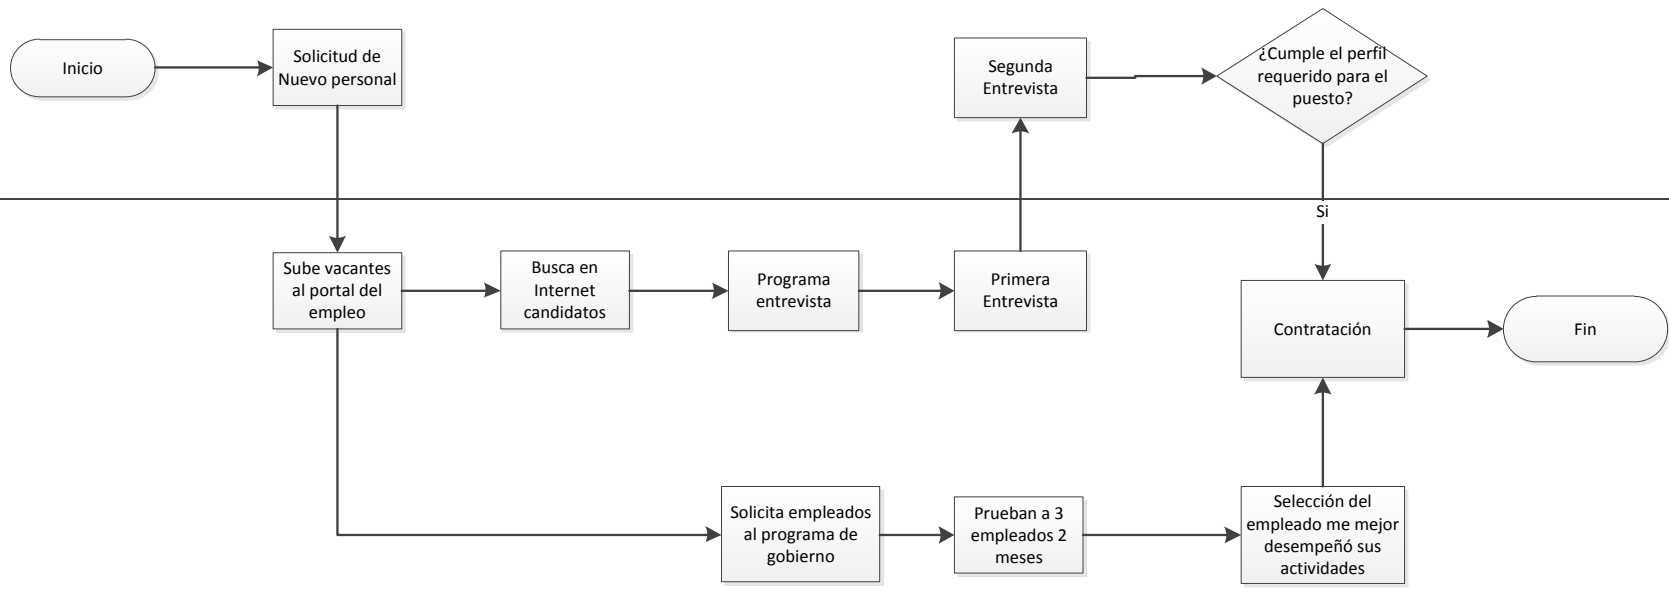 Inicio
Solicitud de
Nuevo personal
Segunda
Entrevista
¿Cumple el perfil
requerido para el
puesto?
Si
Sube vacantes
al portal del
empleo
Busca en
Internet
candidatos
Programa
entrevista
Primera
Entrevista
Contratación
Fin
Solicita empleados
al programa de
gobierno
Prueban a 3
empleados 2
meses
Selección del
empleado me mejor
desempeñó sus
actividades